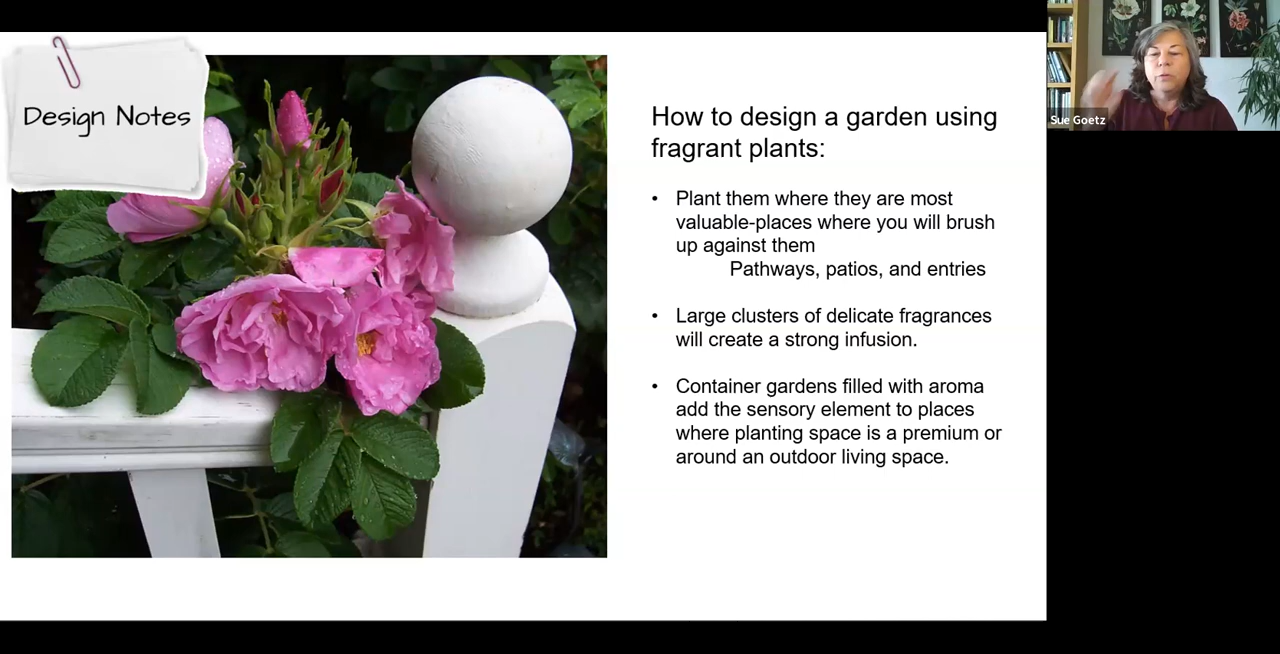 Design Notes
How to design a garden using
fragrant plants:
• Plant them where they are most
valuable-places where you will brush
up against them
Pathways, patios, and entries
• Large clusters of delicate fragrances
will create a strong infusion.
• Container gardens filled with aroma
add the sensory element to places
where planting space is a premium or
around an outdoor living space.
Sue Goetz